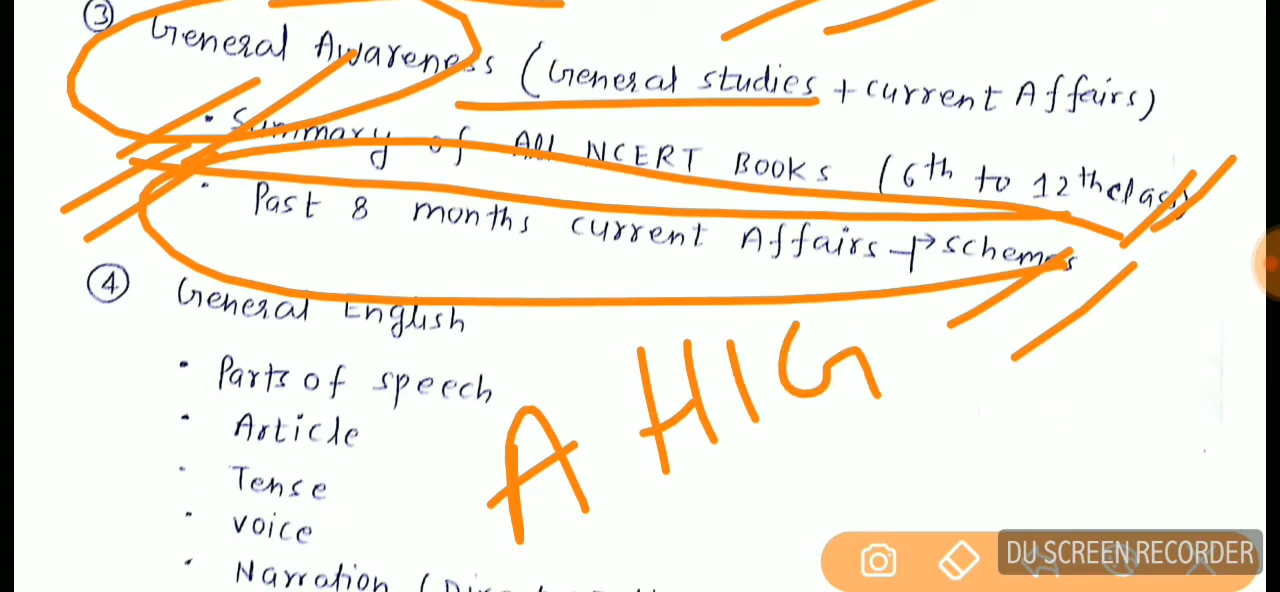 ③ General Awareness (General studies + current Affairs)
• Summary of All NCERT Books (6th to 12th class)
• Past 8 months current Affairs → schemes
④ General English
• Parts of speech
• Article
• Tense
• voice
• Narration
A HIG
DU SCREEN RECORDER